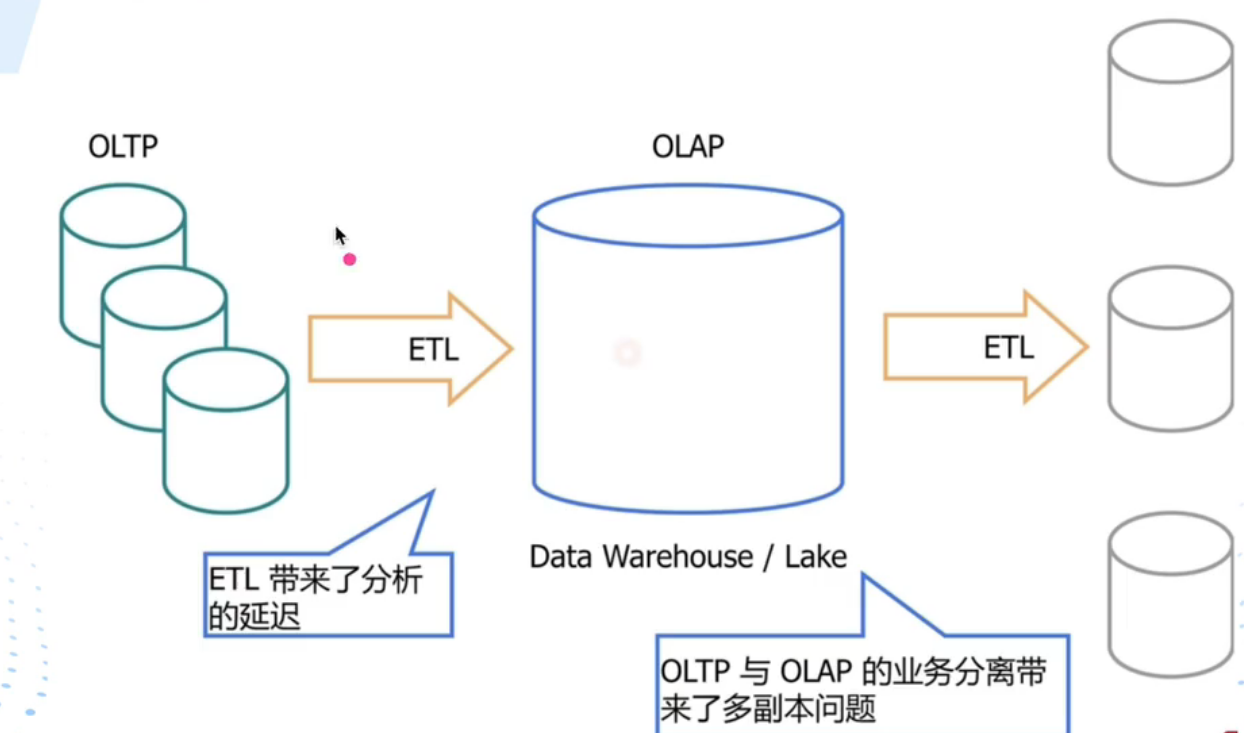 OLTP
OLAP
ETL
ETL
ETL 带来了分析
的延迟
Data Warehouse / Lake
OLTP 与 OLAP 的业务分离带
来了多副本问题